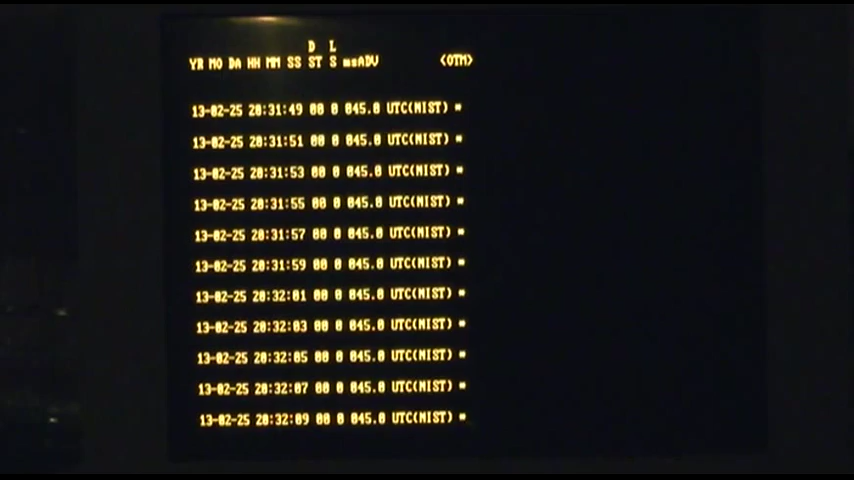 D L
YR MO DA HH MM SS ST S msADV <OTM>
13-02-25 20:31:49 00 0 045.0 UTC(NIST) *
13-02-25 20:31:51 00 0 045.0 UTC(NIST) *
13-02-25 20:31:53 00 0 045.0 UTC(NIST) *
13-02-25 20:31:55 00 0 045.0 UTC(NIST) *
13-02-25 20:31:57 00 0 045.0 UTC(NIST) *
13-02-25 20:31:59 00 0 045.0 UTC(NIST) *
13-02-25 20:32:01 00 0 045.0 UTC(NIST) *
13-02-25 20:32:03 00 0 045.0 UTC(NIST) *
13-02-25 20:32:05 00 0 045.0 UTC(NIST) *
13-02-25 20:32:07 00 0 045.0 UTC(NIST) *
13-02-25 20:32:09 00 0 045.0 UTC(NIST) *